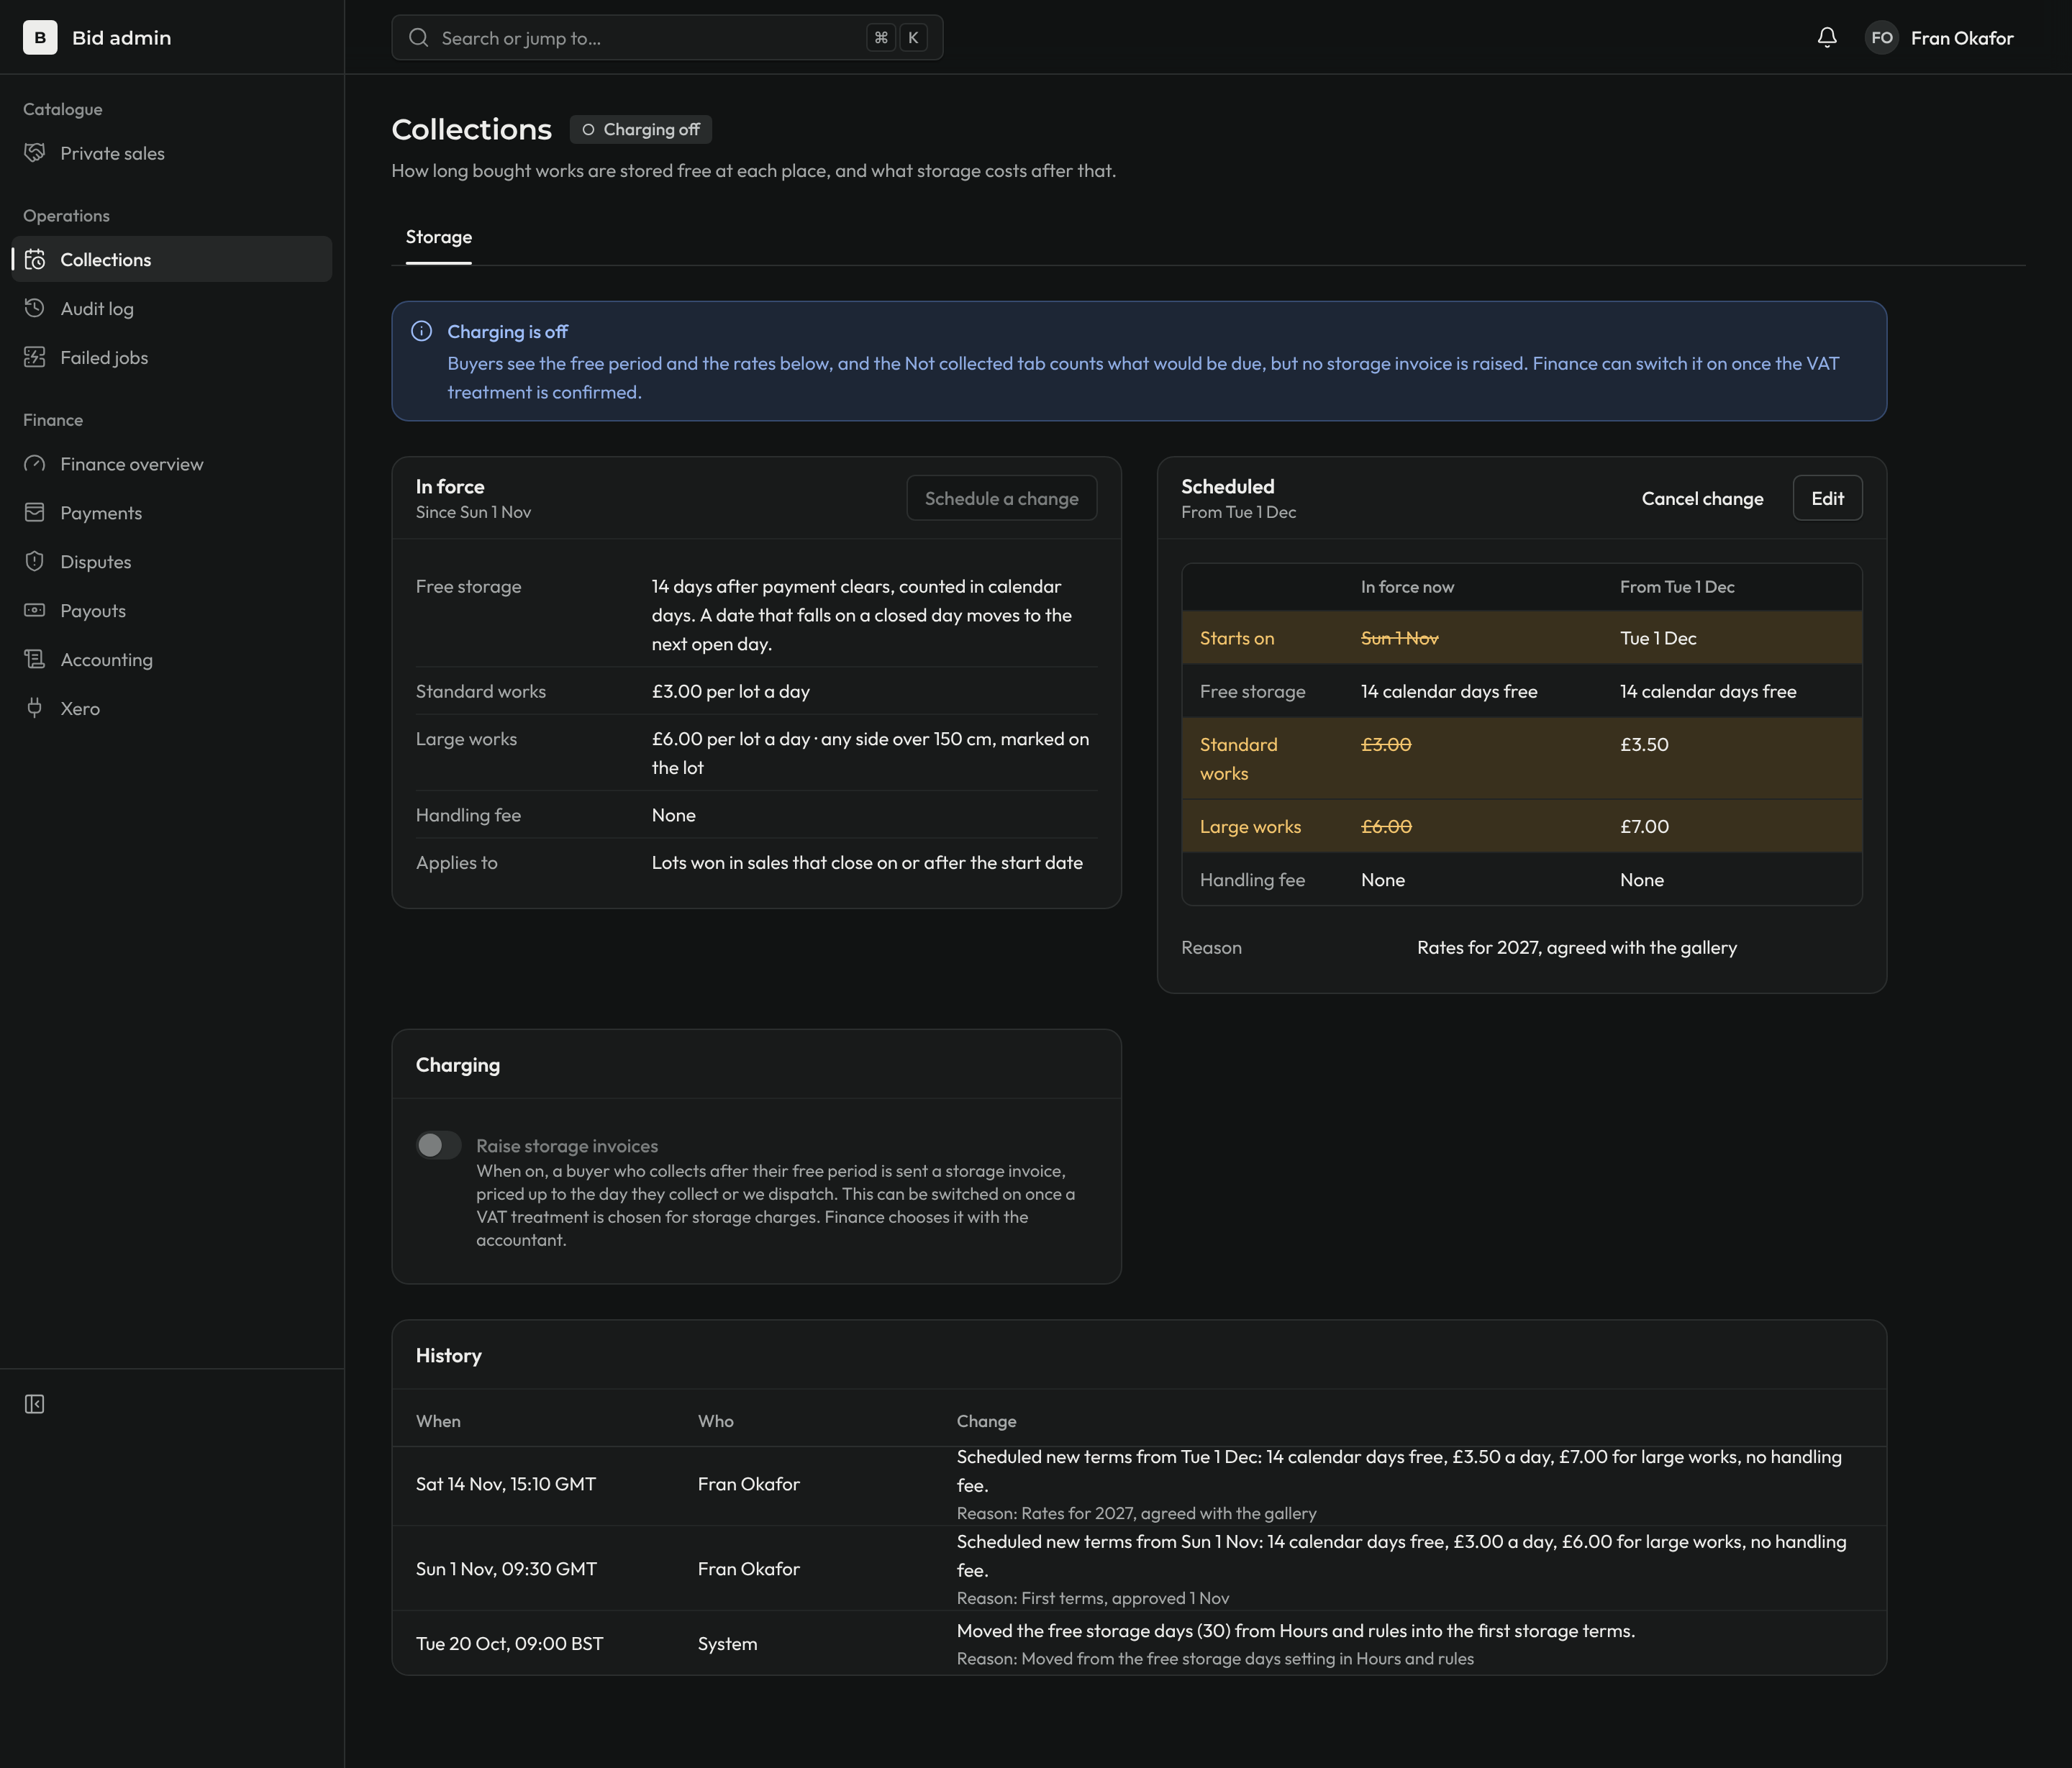 B Bid admin
Search or jump to… ⌘ K
FO Fran Okafor
Catalogue
Private sales
Operations
Collections
Audit log
Failed jobs
Finance
Finance overview
Payments
Disputes
Payouts
Accounting
Xero
Collections Charging off
How long bought works are stored free at each place, and what storage costs after that.
Storage
Charging is off
Buyers see the free period and the rates below, and the Not collected tab counts what would be due, but no storage invoice is raised. Finance can switch it on once the VAT
treatment is confirmed.
In force
Since Sun 1 Nov
Schedule a change
Free storage 14 days after payment clears, counted in calendar
days. A date that falls on a closed day moves to the
next open day.
Standard works £3.00 per lot a day
Large works £6.00 per lot a day · any side over 150 cm, marked on
the lot
Handling fee None
Applies to Lots won in sales that close on or after the start date
Scheduled
From Tue 1 Dec
Cancel change Edit
In force now From Tue 1 Dec
Starts on Sun 1 Nov Tue 1 Dec
Free storage 14 calendar days free 14 calendar days free
Standard £3.00 £3.50
works
Large works £6.00 £7.00
Handling fee None None
Reason Rates for 2027, agreed with the gallery
Charging
Raise storage invoices
When on, a buyer who collects after their free period is sent a storage invoice,
priced up to the day they collect or we dispatch. This can be switched on once a
VAT treatment is chosen for storage charges. Finance chooses it with the
accountant.
History
When Who Change
Sat 14 Nov, 15:10 GMT Fran Okafor Scheduled new terms from Tue 1 Dec: 14 calendar days free, £3.50 a day, £7.00 for large works, no handling
fee.
Reason: Rates for 2027, agreed with the gallery
Sun 1 Nov, 09:30 GMT Fran Okafor Scheduled new terms from Sun 1 Nov: 14 calendar days free, £3.00 a day, £6.00 for large works, no handling
fee.
Reason: First terms, approved 1 Nov
Tue 20 Oct, 09:00 BST System Moved the free storage days (30) from Hours and rules into the first storage terms.
Reason: Moved from the free storage days setting in Hours and rules